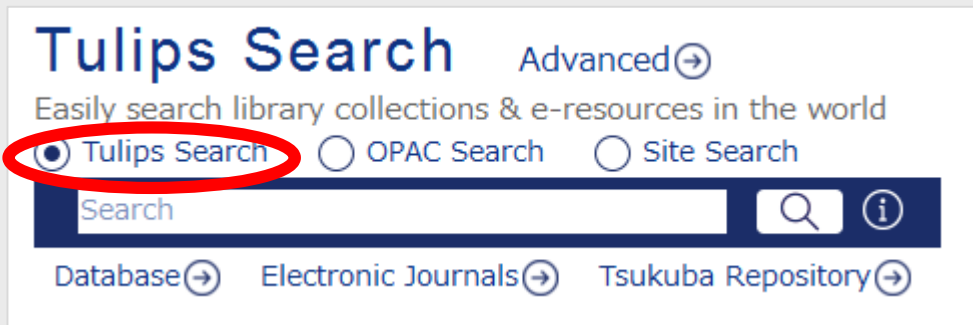 Tulips Search Advanced
Easily search library collections & e-resources in the world
Tulips Search OPAC Search Site Search
Search
Database Electronic Journals Tsukuba Repository